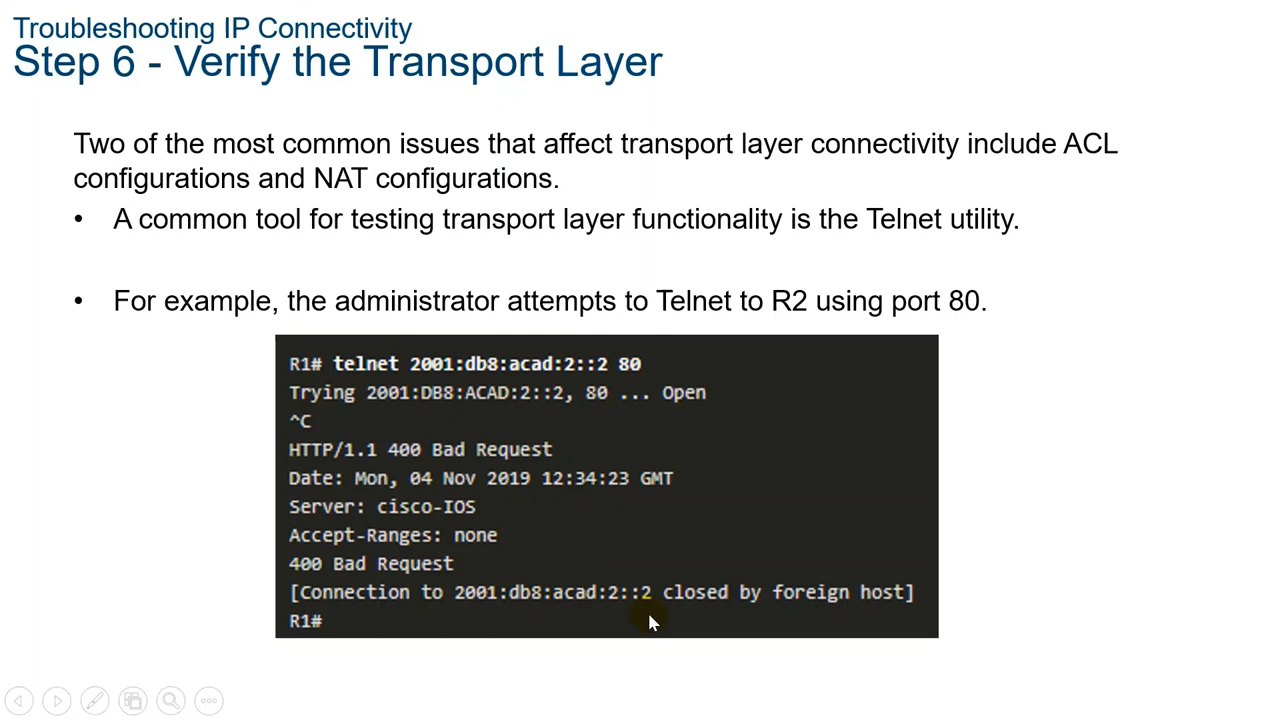 Troubleshooting IP Connectivity
Step 6 - Verify the Transport Layer
Two of the most common issues that affect transport layer connectivity include ACL
configurations and NAT configurations.
• A common tool for testing transport layer functionality is the Telnet utility.
• For example, the administrator attempts to Telnet to R2 using port 80.
R1# telnet 2001:db8:acad:2::2 80
Trying 2001:DB8:ACAD:2::2, 80 ... Open
^C
HTTP/1.1 400 Bad Request
Date: Mon, 04 Nov 2019 12:34:23 GMT
Server: cisco-IOS
Accept-Ranges: none
400 Bad Request
[Connection to 2001:db8:acad:2::2 closed by foreign host]
R1#